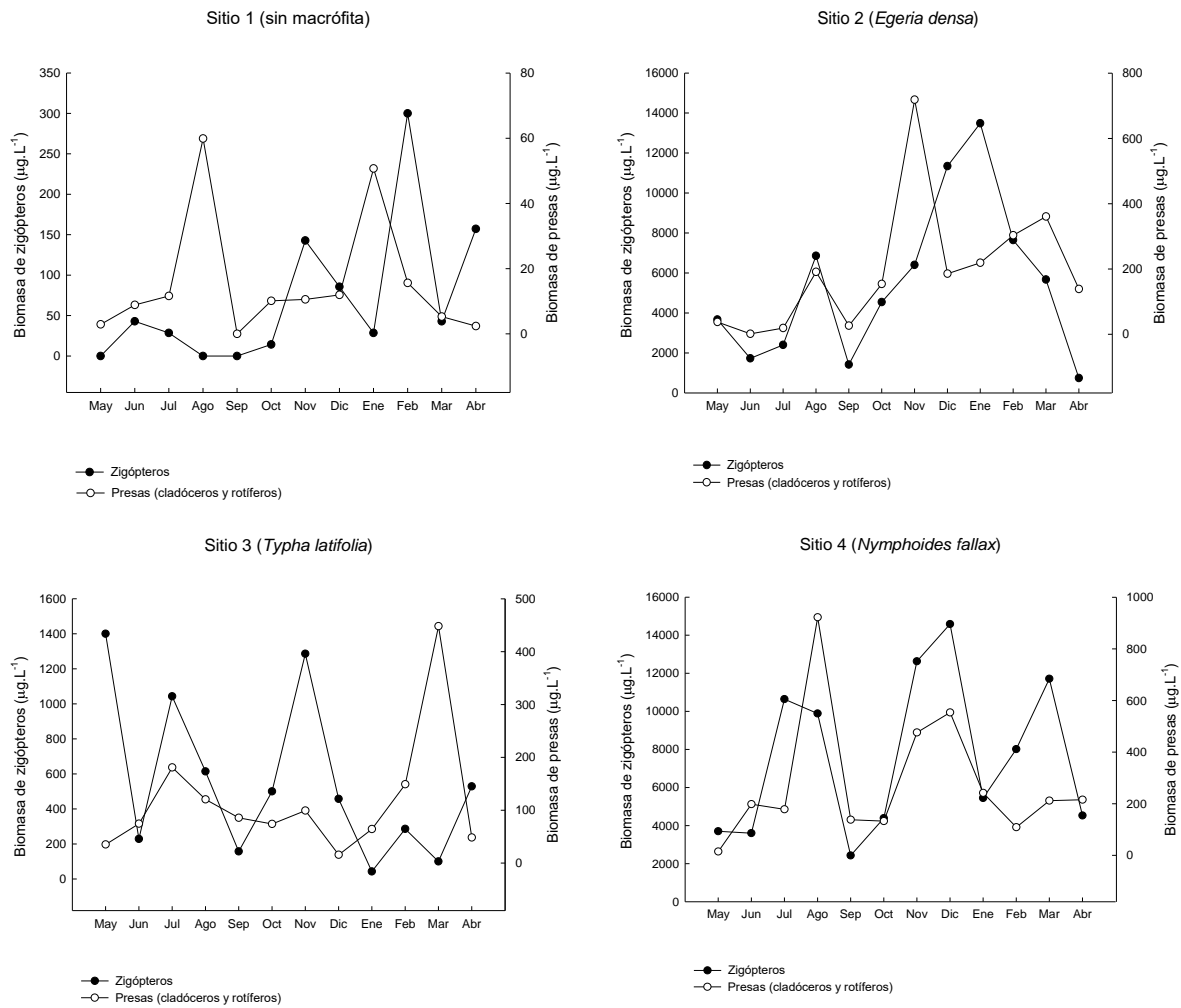 Sitio 1 (sin macrófita)
Biomasa de zigópteros (µg.L-1)
350
300
250
200
150
100
50
0
80
60
40
20
0
Biomasa de presas (µg.L-1)
May Jun Jul Ago Sep Oct Nov Dic Ene Feb Mar Abr
Zigópteros
Presas (cladóceros y rotíferos)
Sitio 2 (Egeria densa)
Biomasa de zigópteros (µg.L-1)
16000
14000
12000
10000
8000
6000
4000
2000
0
800
600
400
200
0
Biomasa de presas (µg.L-1)
May Jun Jul Ago Sep Oct Nov Dic Ene Feb Mar Abr
Zigópteros
Presas (cladóceros y rotíferos)
Sitio 3 (Typha latifolia)
Biomasa de zigópteros (µg.L-1)
1600
1400
1200
1000
800
600
400
200
0
500
400
300
200
100
0
Biomasa de presas (µg.L-1)
May Jun Jul Ago Sep Oct Nov Dic Ene Feb Mar Abr
Zigópteros
Presas (cladóceros y rotíferos)
Sitio 4 (Nymphoides fallax)
Biomasa de zigópteros (µg.L-1)
16000
14000
12000
10000
8000
6000
4000
2000
0
1000
800
600
400
200
0
Biomasa de presas (µg.L-1)
May Jun Jul Ago Sep Oct Nov Dic Ene Feb Mar Abr
Zigópteros
Presas (cladóceros y rotíferos)